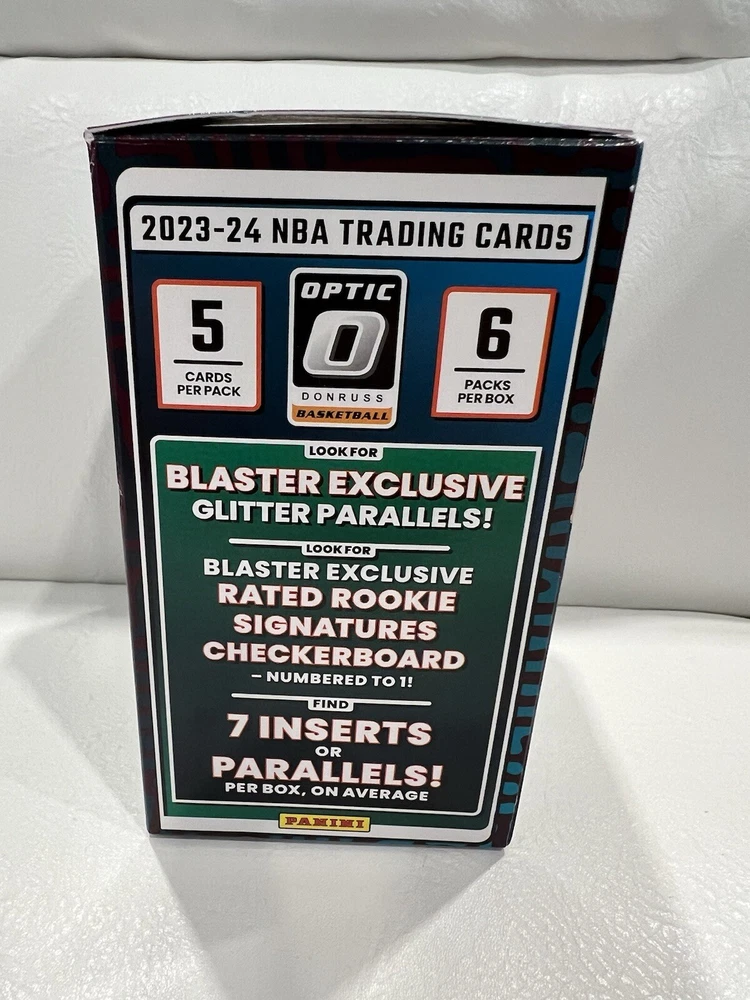 2023-24 NBA TRADING CARDS
5
CARDS
PER PACK
OPTIC
O
DONRUSS
BASKETBALL
6
PACKS
PER BOX
LOOK FOR
BLASTER EXCLUSIVE
GLITTER PARALLELS!
LOOK FOR
BLASTER EXCLUSIVE
RATED ROOKIE
SIGNATURES
CHECKERBOARD
– NUMBERED TO 1!
FIND
7 INSERTS
OR
PARALLELS!
PER BOX, ON AVERAGE
PANINI